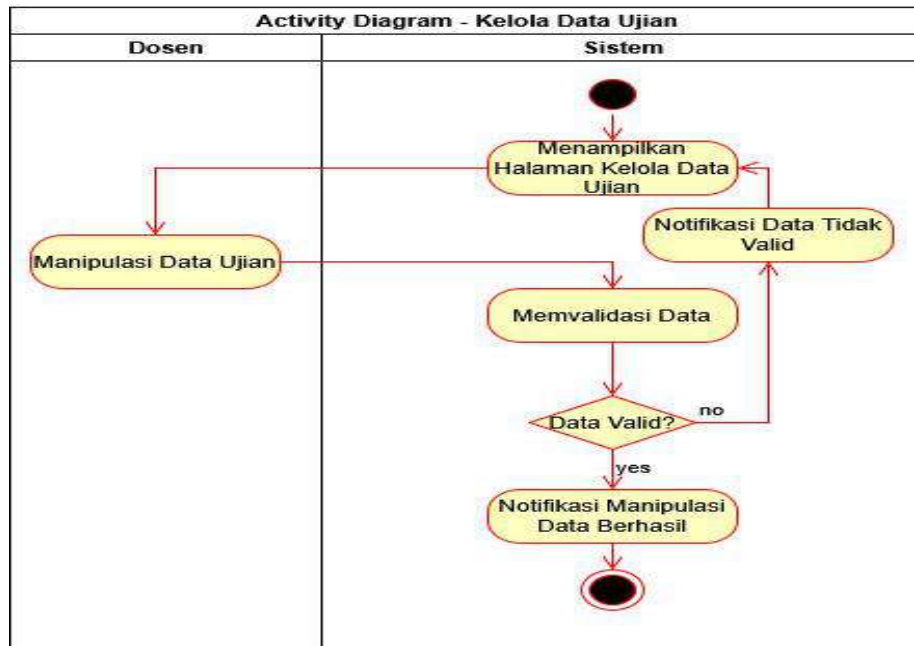 Activity Diagram - Kelola Data Ujian
Dosen
Sistem
Menampilkan
Halaman Kelola Data
Ujian
Notifikasi Data Tidak
Valid
Manipulasi Data Ujian
Memvalidasi Data
Data Valid?
no
yes
Notifikasi Manipulasi
Data Berhasil